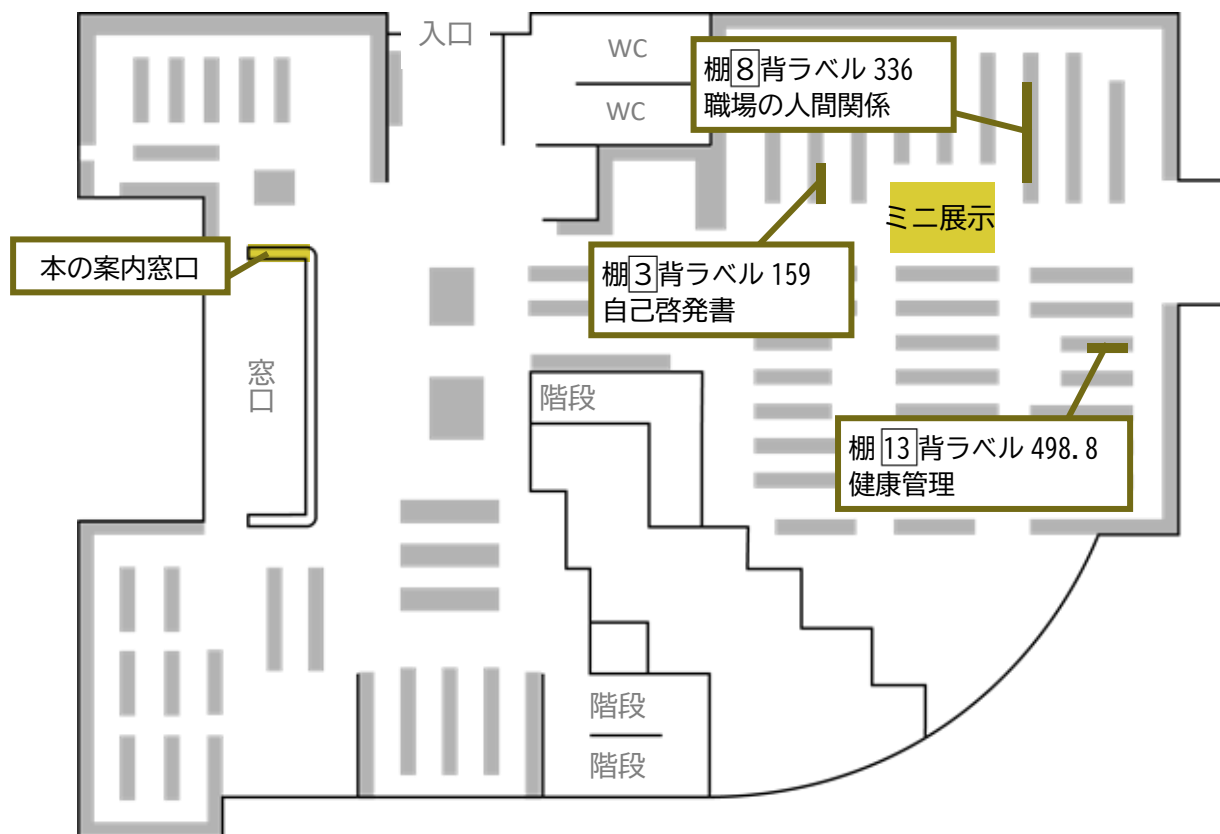 入口
WC
WC
棚8背ラベル 336
職場の人間関係
ミニ展示
本の案内窓口
棚3背ラベル 159
自己啓発書
窓口
階段
棚 13背ラベル 498.8
健康管理
階段
階段